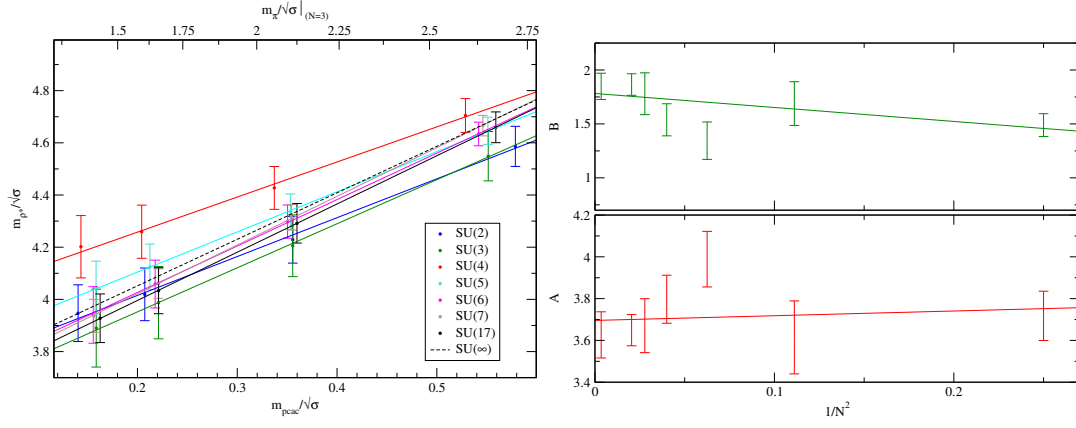 m_π/√σ|_(N=3)
1.5 1.75 2 2.25 2.5 2.75
4.8
4.6
4.4
4.2
4
3.8
m_ρ*/√σ
SU(2)
SU(3)
SU(4)
SU(5)
SU(6)
SU(7)
SU(17)
SU(∞)
0.2 0.3 0.4 0.5
m_pcac/√σ
2
1.5
1
B
4.2
4
3.8
3.6
3.4
A
0 0.1 0.2
1/N²